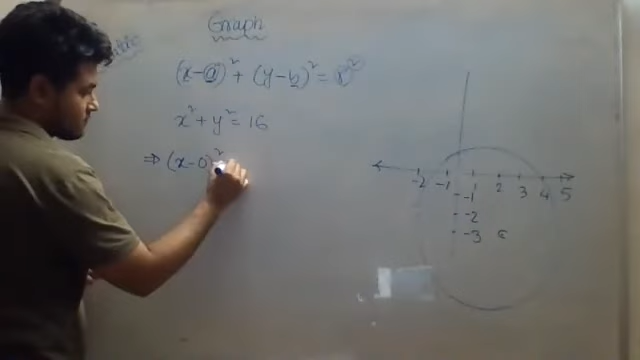 Graph
(x-a)² + (y-b)² = r²
x² + y² = 16
⇒ (x-0)²
-2 -1 1 2 3 4 5
-1
-2
-3 c